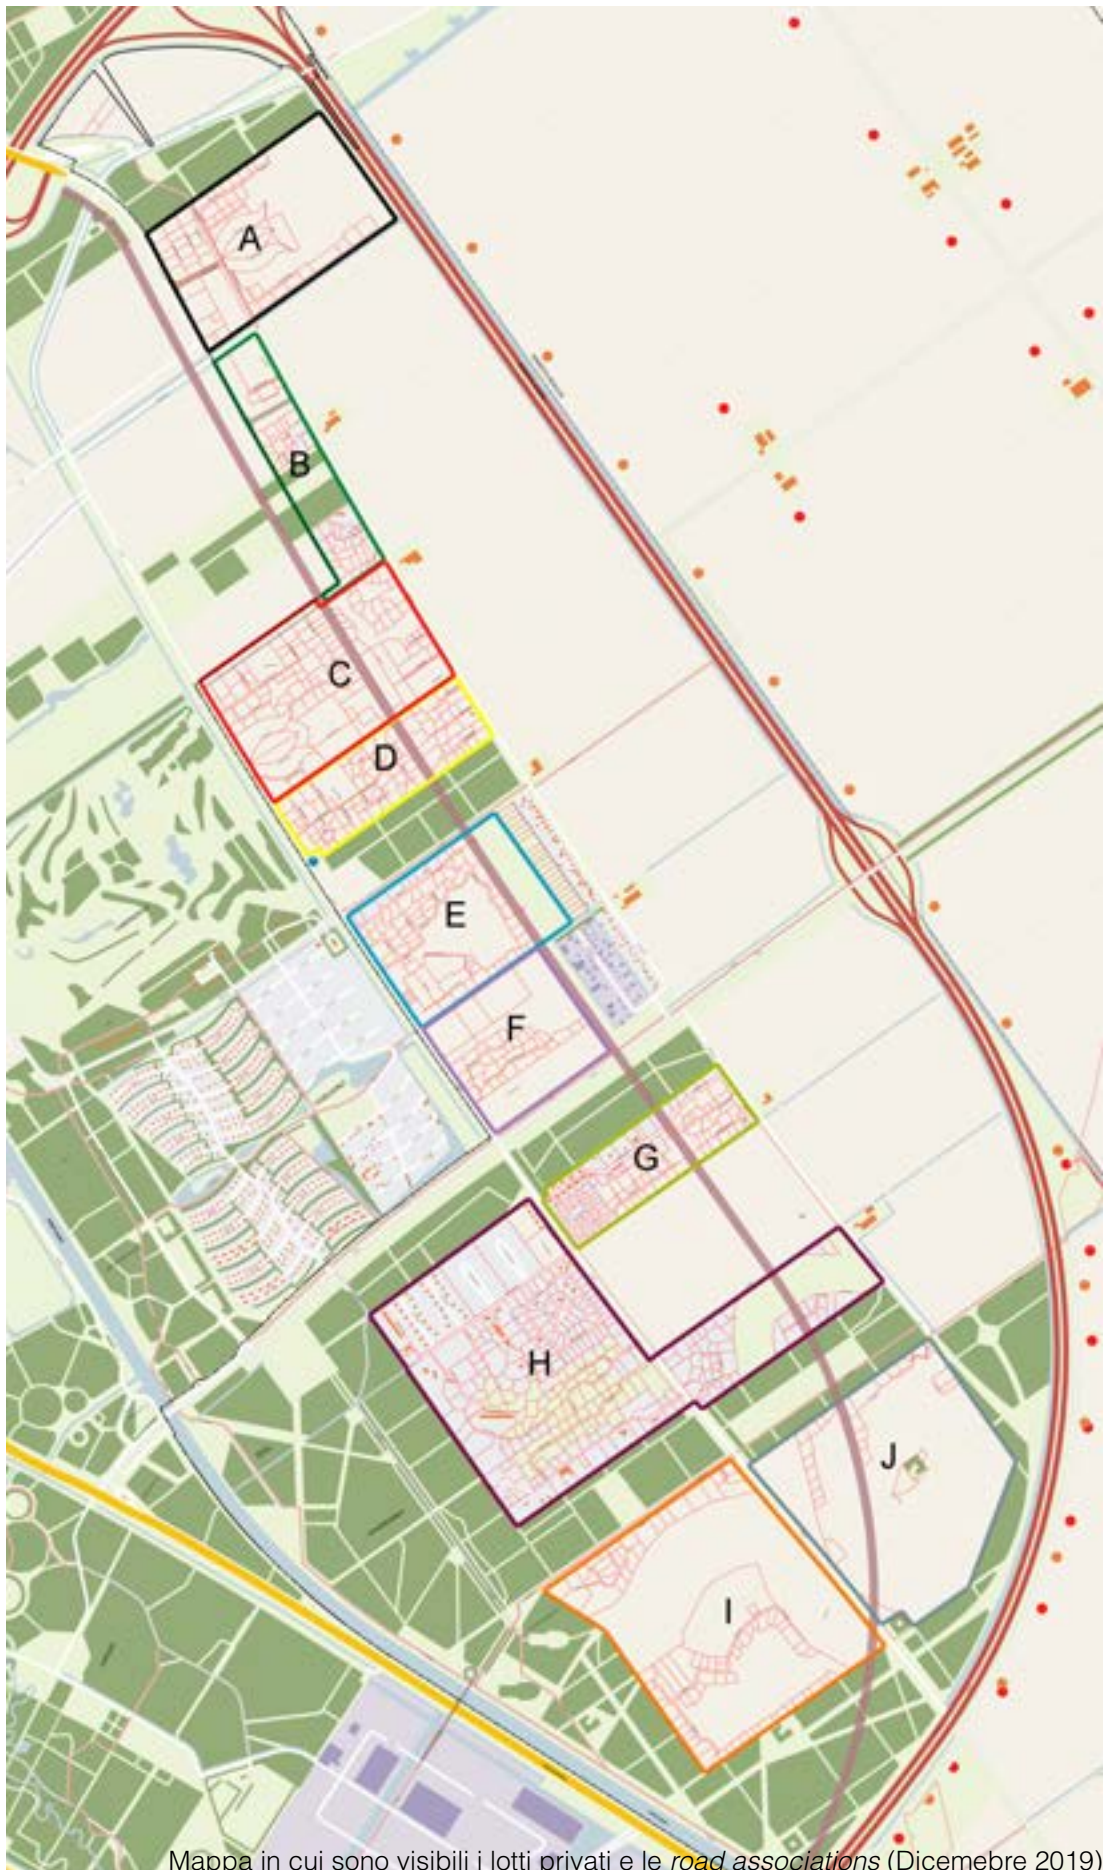 A
B
C
D
E
F
G
H
J
I
Mappa in cui sono visibili i lotti privati e le road associations (Dicemebre 2019)